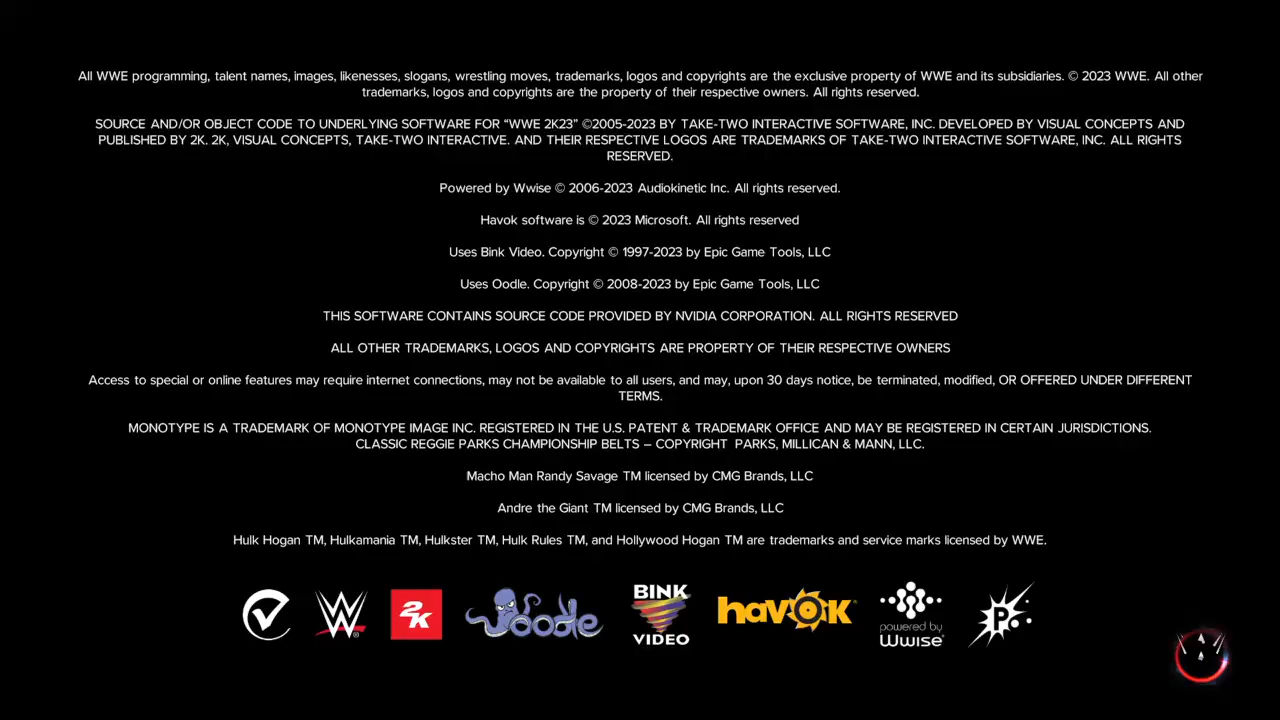 All WWE programming, talent names, images, likenesses, slogans, wrestling moves, trademarks, logos and copyrights are the exclusive property of WWE and its subsidiaries. © 2023 WWE. All other
trademarks, logos and copyrights are the property of their respective owners. All rights reserved.
SOURCE AND/OR OBJECT CODE TO UNDERLYING SOFTWARE FOR “WWE 2K23” ©2005-2023 BY TAKE-TWO INTERACTIVE SOFTWARE, INC. DEVELOPED BY VISUAL CONCEPTS AND
PUBLISHED BY 2K. 2K, VISUAL CONCEPTS, TAKE-TWO INTERACTIVE. AND THEIR RESPECTIVE LOGOS ARE TRADEMARKS OF TAKE-TWO INTERACTIVE SOFTWARE, INC. ALL RIGHTS
RESERVED.
Powered by Wwise © 2006-2023 Audiokinetic Inc. All rights reserved.
Havok software is © 2023 Microsoft. All rights reserved
Uses Bink Video. Copyright © 1997-2023 by Epic Game Tools, LLC
Uses Oodle. Copyright © 2008-2023 by Epic Game Tools, LLC
THIS SOFTWARE CONTAINS SOURCE CODE PROVIDED BY NVIDIA CORPORATION. ALL RIGHTS RESERVED
ALL OTHER TRADEMARKS, LOGOS AND COPYRIGHTS ARE PROPERTY OF THEIR RESPECTIVE OWNERS
Access to special or online features may require internet connections, may not be available to all users, and may, upon 30 days notice, be terminated, modified, OR OFFERED UNDER DIFFERENT
TERMS.
MONOTYPE IS A TRADEMARK OF MONOTYPE IMAGE INC. REGISTERED IN THE U.S. PATENT & TRADEMARK OFFICE AND MAY BE REGISTERED IN CERTAIN JURISDICTIONS.
CLASSIC REGGIE PARKS CHAMPIONSHIP BELTS – COPYRIGHT PARKS, MILLICAN & MANN, LLC.
Macho Man Randy Savage TM licensed by CMG Brands, LLC
Andre the Giant TM licensed by CMG Brands, LLC
Hulk Hogan TM, Hulkamania TM, Hulkster TM, Hulk Rules TM, and Hollywood Hogan TM are trademarks and service marks licensed by WWE.
W ® 2K oodle BINK VIDEO havok ® powered by Wwise P